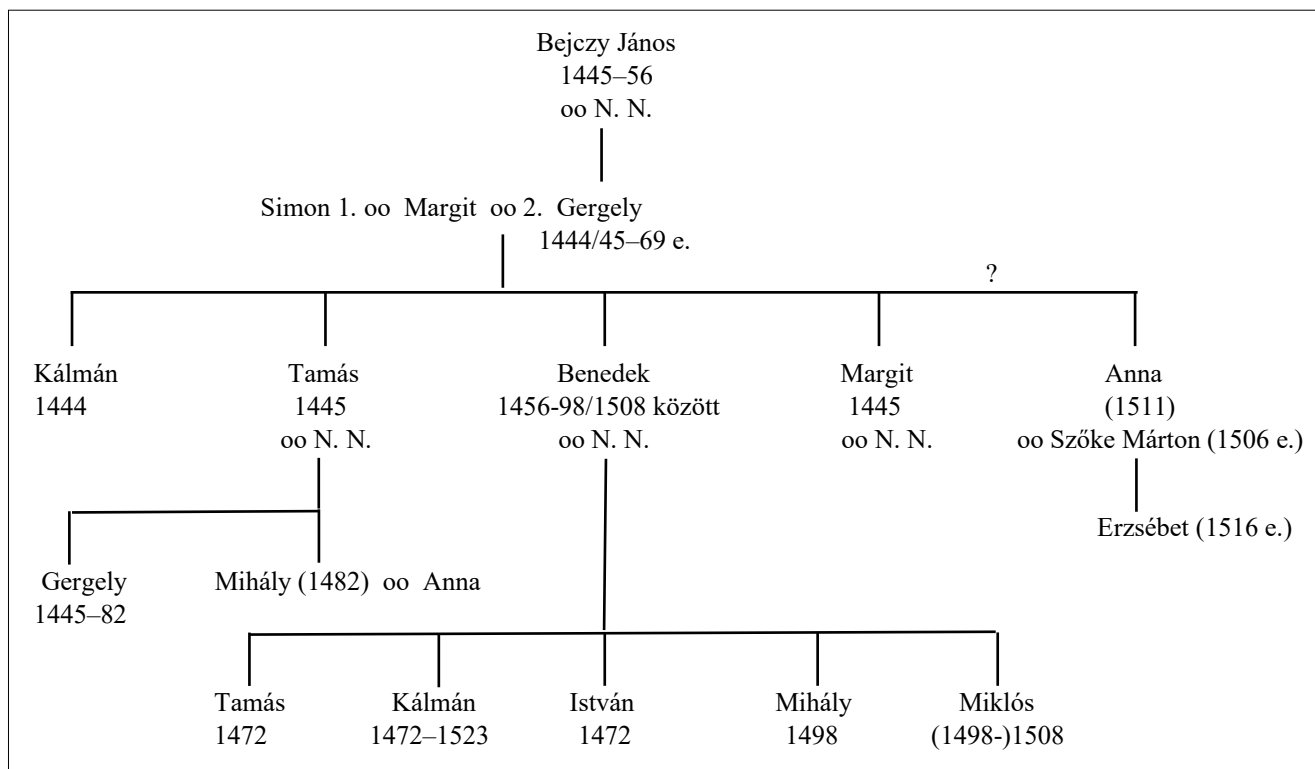 Bejczy János
1445–56
oo N. N.
Simon 1. oo Margit oo 2. Gergely
1444/45–69 e.
?
Kálmán
1444
Tamás
1445
oo N. N.
Benedek
1456-98/1508 között
oo N. N.
Margit
1445
oo N. N.
Anna
(1511)
oo Szőke Márton (1506 e.)
Erzsébet (1516 e.)
Gergely
1445–82
Mihály (1482) oo Anna
Tamás
1472
Kálmán
1472–1523
István
1472
Mihály
1498
Miklós
(1498-)1508